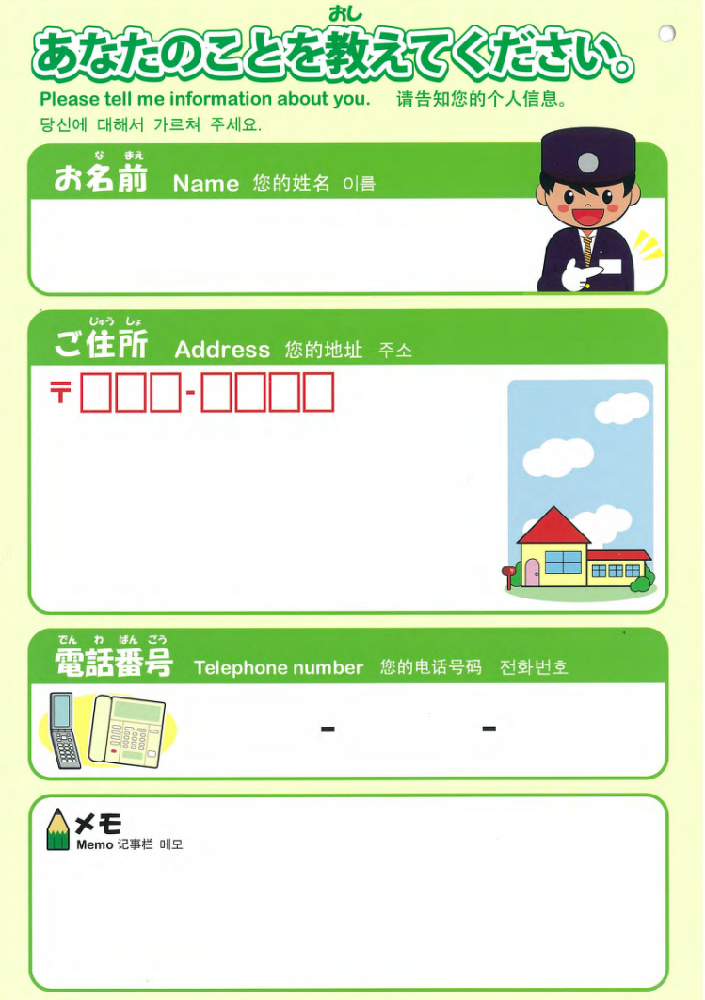 おし
あなたのことを教えてください。
Please tell me information about you. 请告知您的个人信息。
당신에 대해서 가르쳐 주세요.
な まえ
お名前 Name 您的姓名 이름
じゅう しょ
ご住所 Address 您的地址 주소
〒 -
でん わ ばん ごう
電話番号 Telephone number 您的电话号码 전화번호
- -
メモ
Memo 记事栏 메모